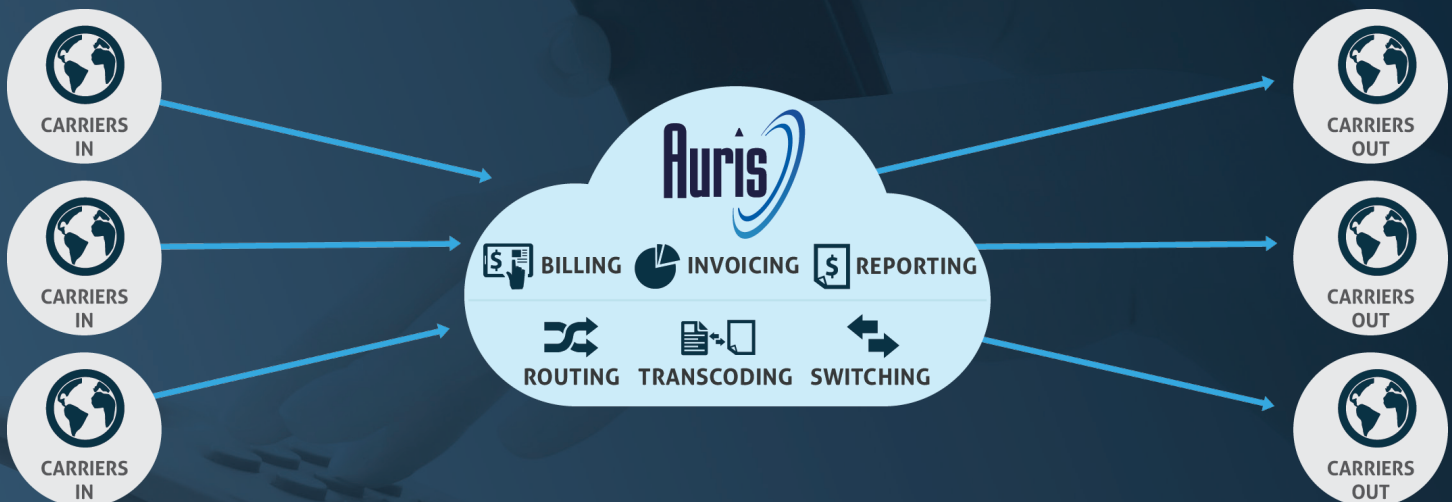 CARRIERS
IN
CARRIERS
IN
CARRIERS
IN
Auris
BILLING
INVOICING
REPORTING
ROUTING
TRANSCODING
SWITCHING
CARRIERS
OUT
CARRIERS
OUT
CARRIERS
OUT